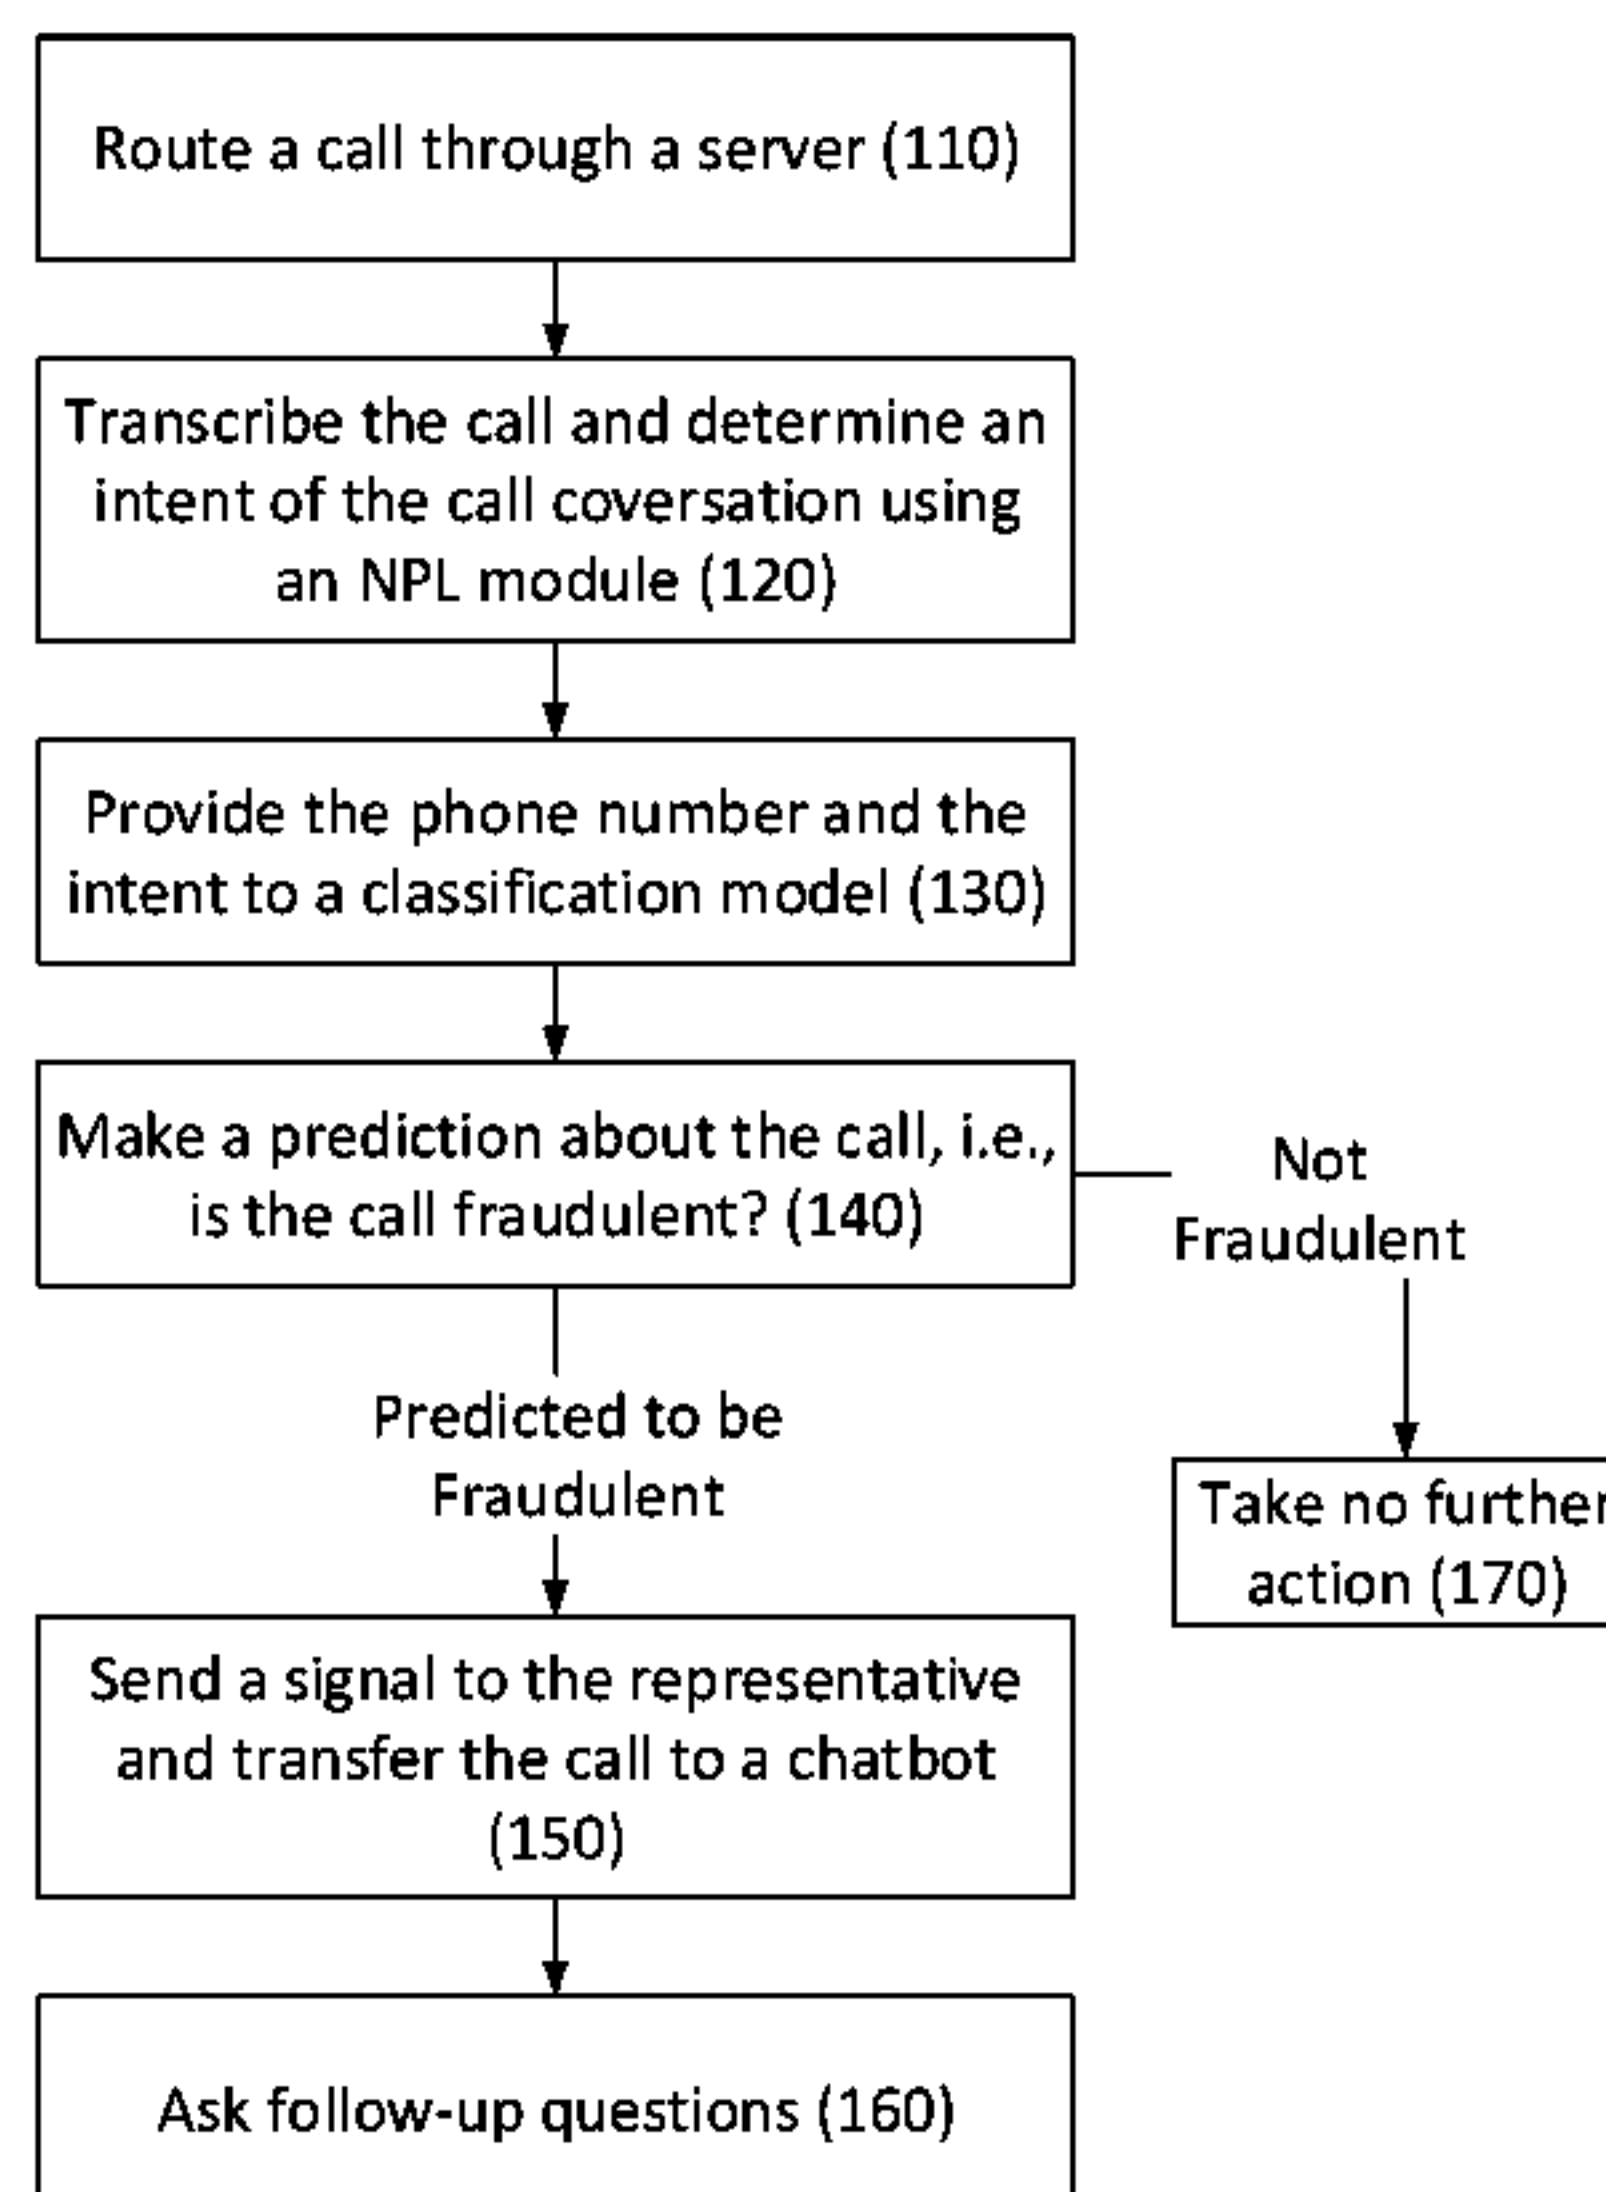 Route a call through a server (110)
Transcribe the call and determine an
intent of the call coversation using
an NPL module (120)
Provide the phone number and the
intent to a classification model (130)
Make a prediction about the call, i.e.,
is the call fraudulent? (140)
Not
Fraudulent
Predicted to be
Fraudulent
Take no further
action (170)
Send a signal to the representative
and transfer the call to a chatbot
(150)
Ask follow-up questions (160)